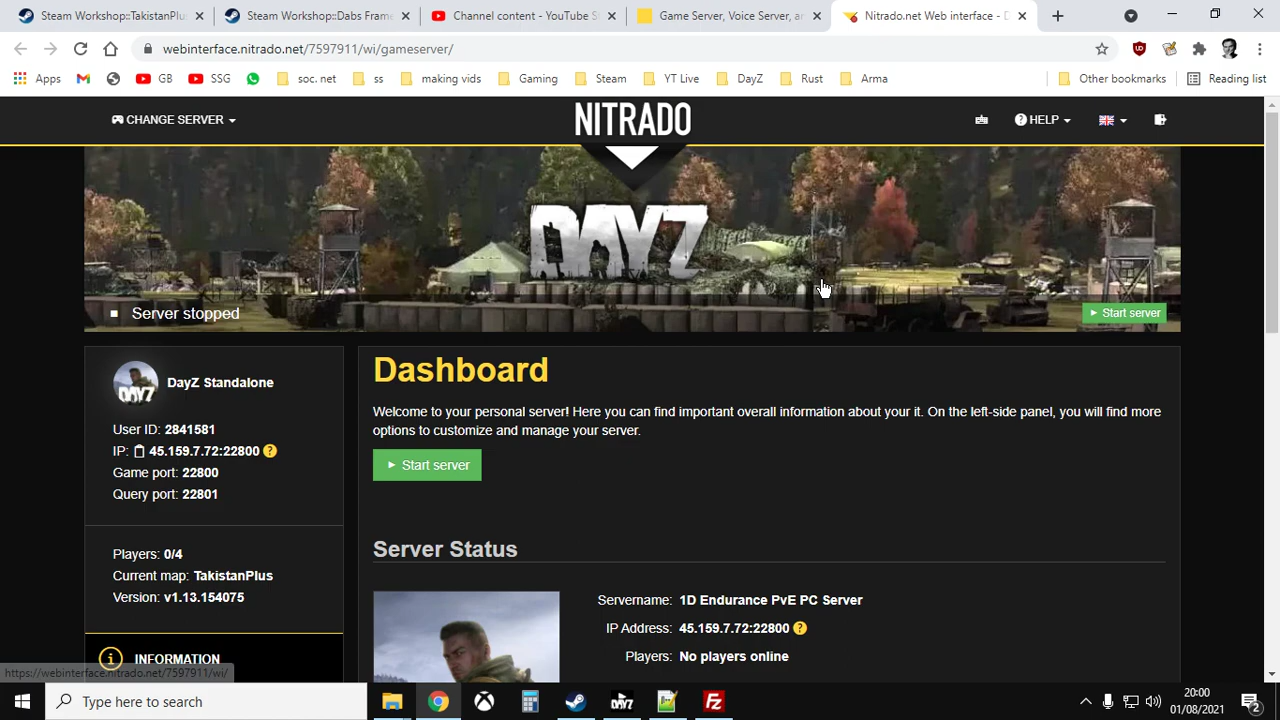 Steam Workshop::TakistanPlus
Steam Workshop::Dabs Frame
Channel content - YouTube S
Game Server, Voice Server, an
Nitrado.net Web interface - D
webinterface.nitrado.net/7597911/wi/gameserver/
Apps
GB
SSG
soc. net
ss
making vids
Gaming
Steam
YT Live
DayZ
Rust
Arma
Other bookmarks
Reading list
CHANGE SERVER
NITRADO
HELP
DAYZ
Server stopped
Start server
DAYZ
DayZ Standalone
User ID: 2841581
IP: 45.159.7.72:22800 ?
Game port: 22800
Query port: 22801
Players: 0/4
Current map: TakistanPlus
Version: v1.13.154075
INFORMATION
Dashboard
Welcome to your personal server! Here you can find important overall information about your it. On the left-side panel, you will find more
options to customize and manage your server.
Start server
Server Status
Servername: 1D Endurance PvE PC Server
IP Address: 45.159.7.72:22800 ?
Players: No players online
https://webinterface.nitrado.net/7597911/wi/
Type here to search
DAYZ
20:00
01/08/2021
2